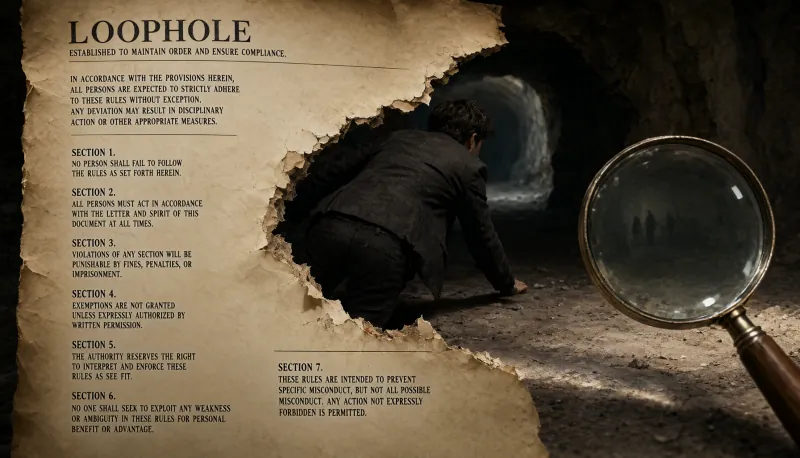 LOOPHOLE
ESTABLISHED TO MAINTAIN ORDER AND ENSURE COMPLIANCE.
IN ACCORDANCE WITH THE PROVISIONS HEREIN,
ALL PERSONS ARE EXPECTED TO STRICTLY ADHERE
TO THESE RULES WITHOUT EXCEPTION.
ANY DEVIATION MAY RESULT IN DISCIPLINARY
ACTION OR OTHER APPROPRIATE MEASURES.
SECTION 1.
NO PERSON SHALL FAIL TO FOLLOW
THE RULES AS SET FORTH HEREIN.
SECTION 2.
ALL PERSONS MUST ACT IN ACCORDANCE
WITH THE LETTER AND SPIRIT OF THIS
DOCUMENT AT ALL TIMES.
SECTION 3.
VIOLATIONS OF ANY SECTION WILL BE
PUNISHABLE BY FINES, PENALTIES, OR
IMPRISONMENT.
SECTION 4.
EXEMPTIONS ARE NOT GRANTED
UNLESS EXPRESSLY AUTHORIZED BY
WRITTEN PERMISSION.
SECTION 5.
THE AUTHORITY RESERVES THE RIGHT
TO INTERPRET AND ENFORCE THESE
RULES AS SEE FIT.
SECTION 6.
NO ONE SHALL SEEK TO EXPLOIT ANY WEAKNESS
OR AMBIGUITY IN THESE RULES FOR PERSONAL
BENEFIT OR ADVANTAGE.
SECTION 7.
THESE RULES ARE INTENDED TO PREVENT
SPECIFIC MISCONDUCT, BUT NOT ALL POSSIBLE
MISCONDUCT. ANY ACTION NOT EXPRESSLY
FORBIDDEN IS PERMITTED.